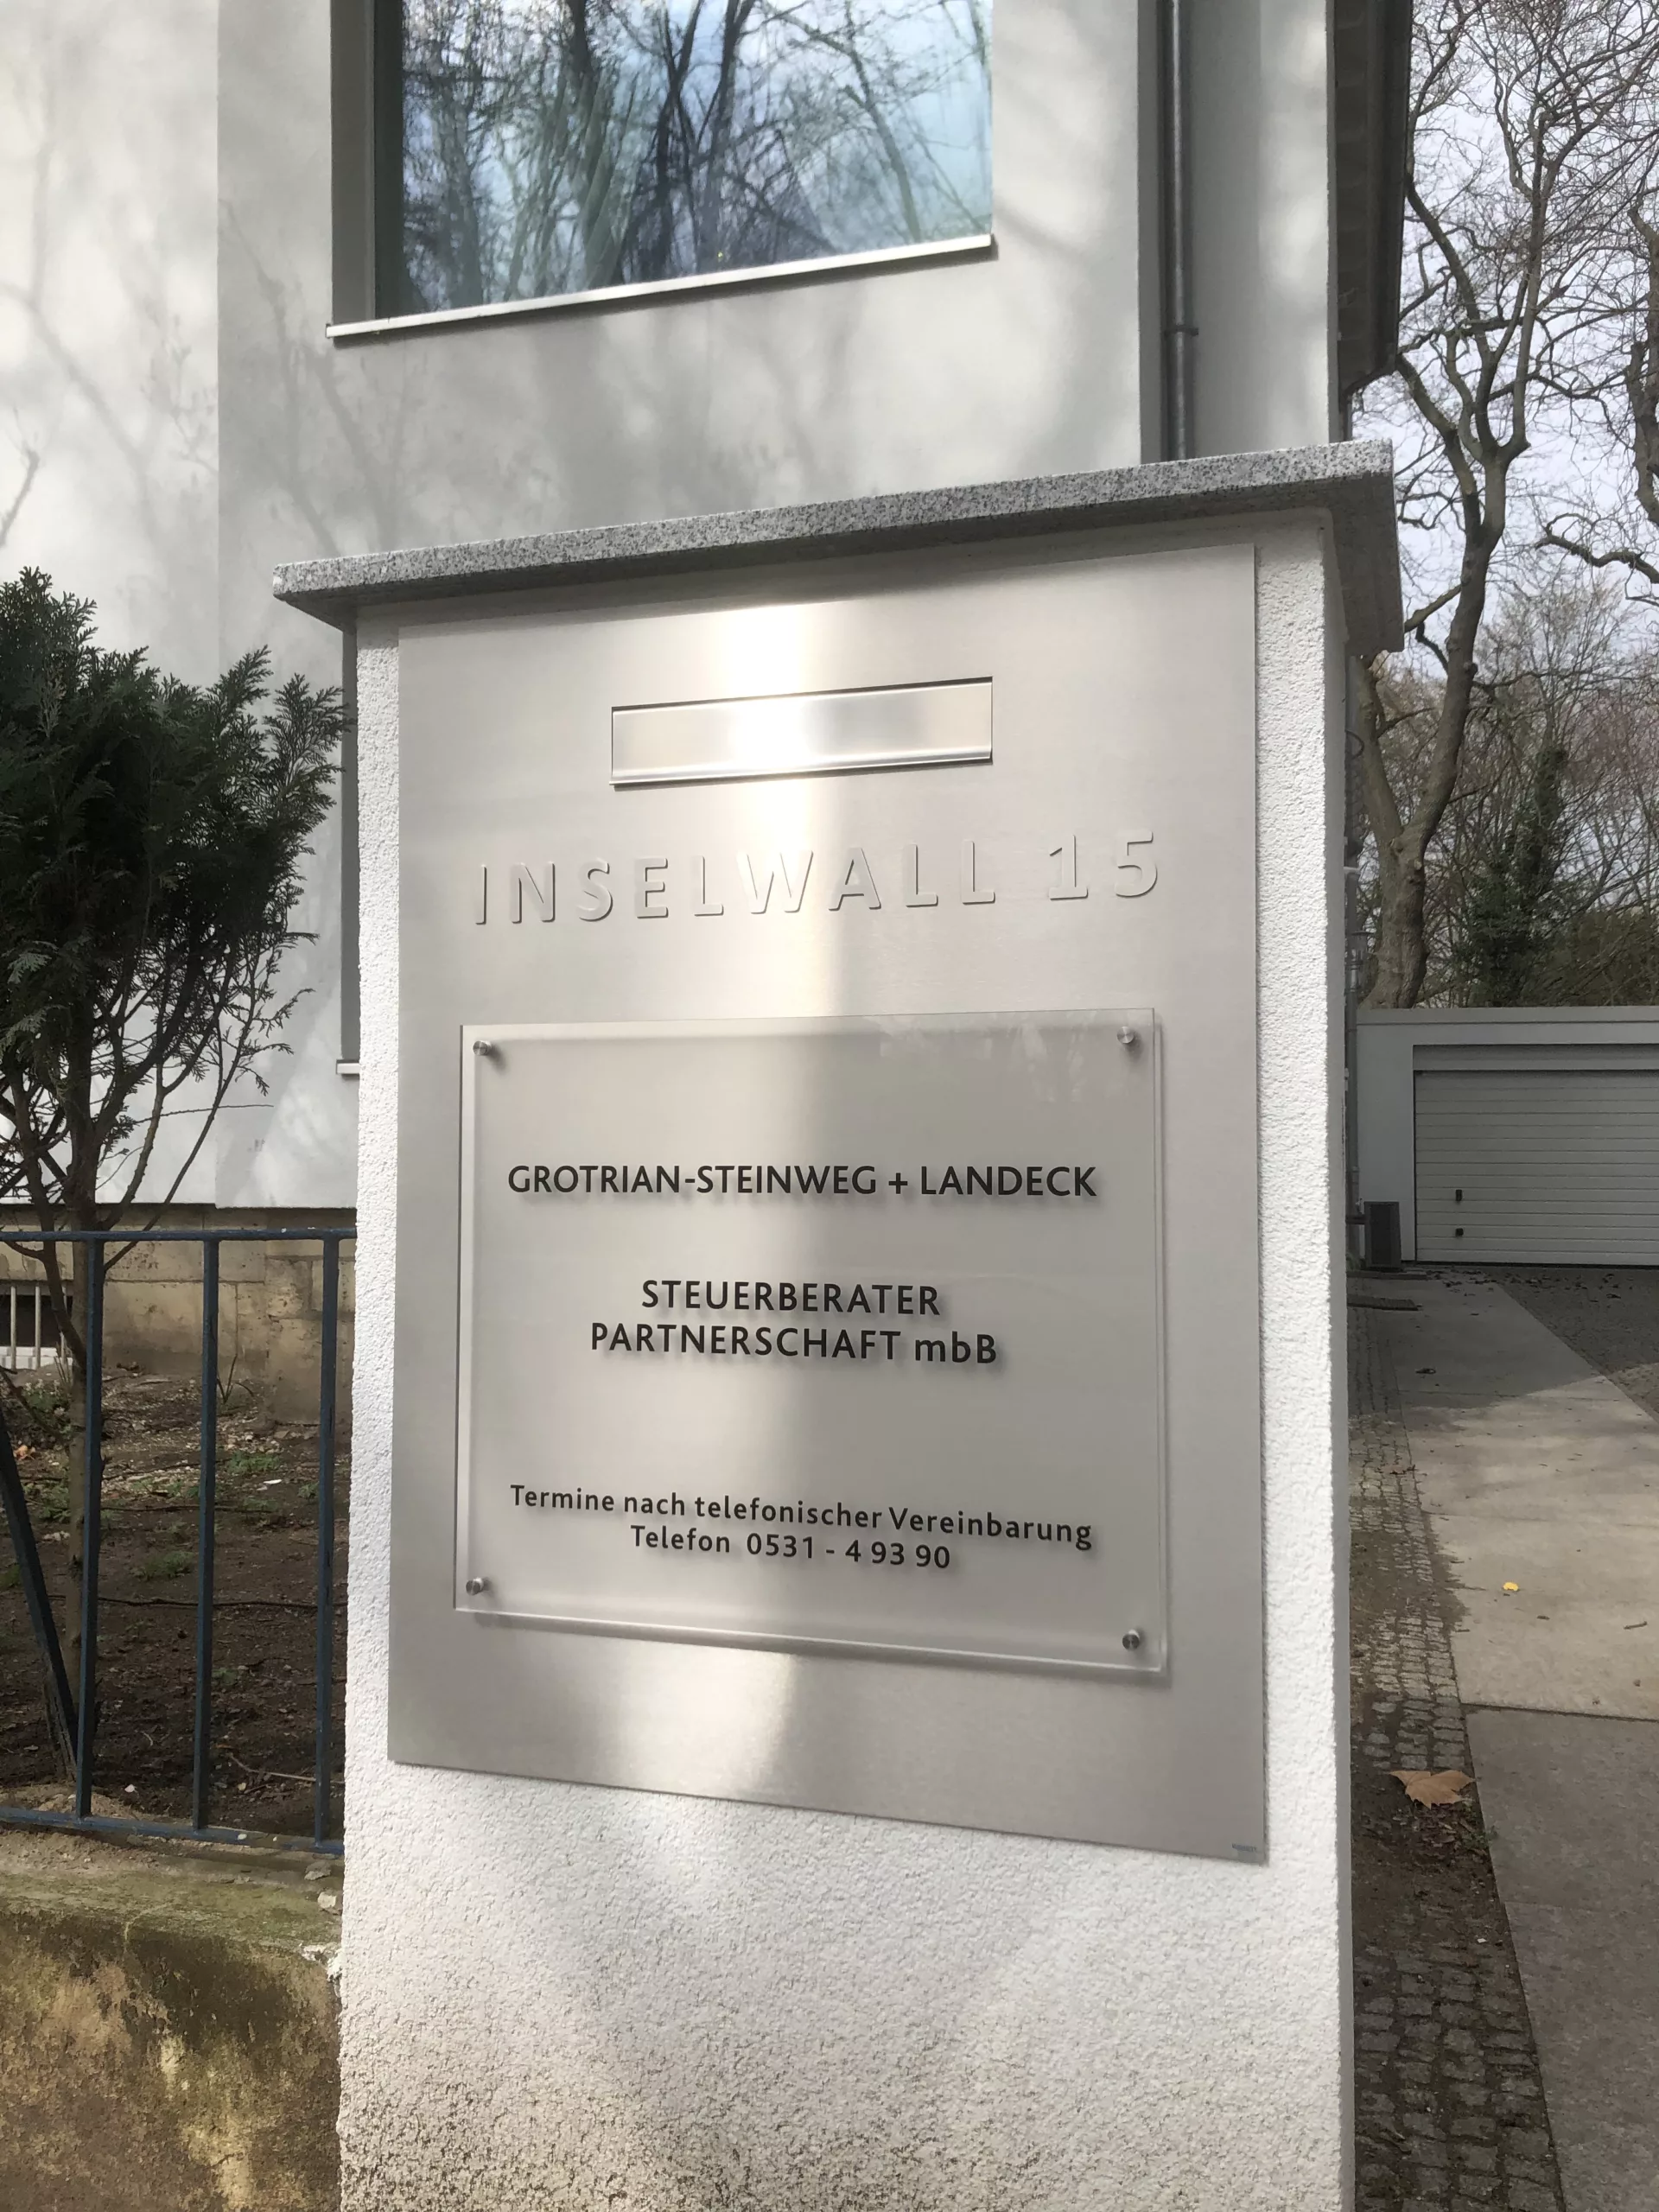 INSELWALL 15
GROTRIAN-STEINWEG + LANDECK
STEUERBERATER
PARTNERSCHAFT mbB
Termine nach telefonischer Vereinbarung
Telefon 0531 - 4 93 90